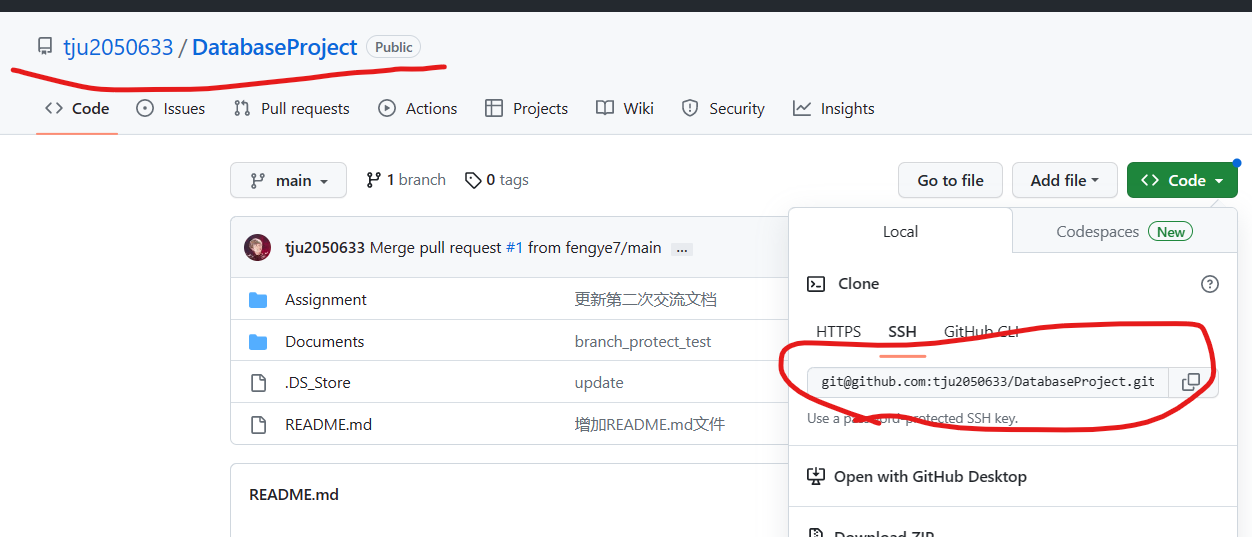 tju2050633 / DatabaseProject Public
Code Issues Pull requests Actions Projects Wiki Security Insights
main 1 branch 0 tags Go to file Add file Code
tju2050633 Merge pull request #1 from fengye7/main ...
Assignment 更新第二次交流文档
Documents branch_protect_test
.DS_Store update
README.md 增加README.md文件
README.md
Local Codespaces New
Clone
HTTPS SSH GitHub CLI
git@github.com:tju2050633/DatabaseProject.git
Use a password-protected SSH key.
Open with GitHub Desktop
Download ZIP